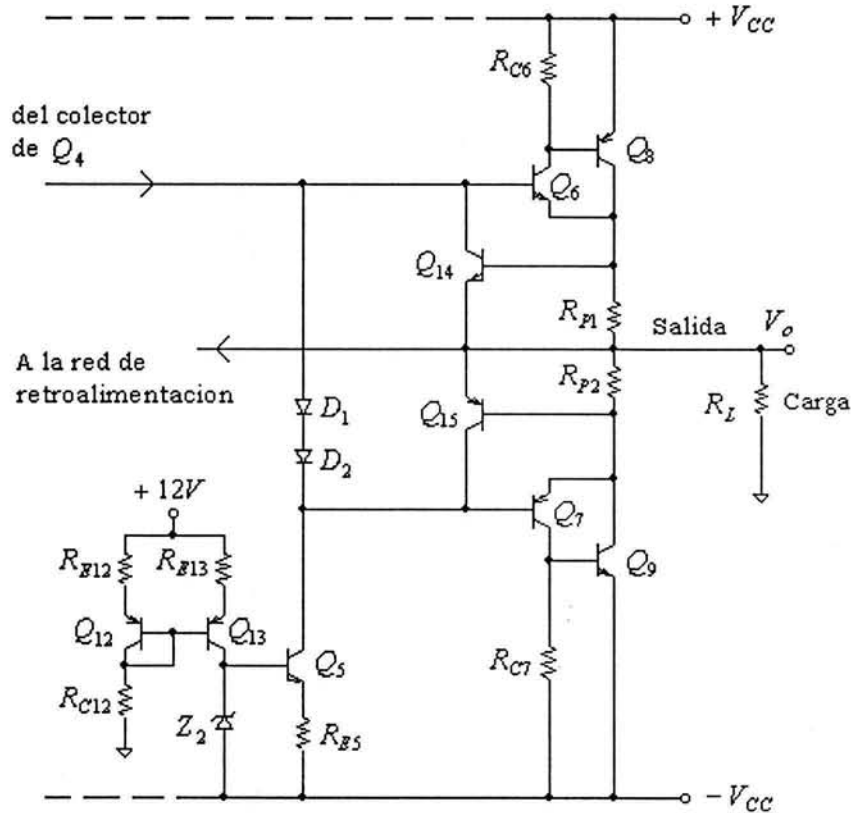 + V_CC
R_C6
del colector
de Q_4
Q_8
Q_6
Q_14
R_P1
Salida
V_o
A la red de
retroalimentacion
R_P2
D_1
Q_15
R_L
Carga
D_2
+ 12V
Q_7
R_E12
R_E13
Q_9
Q_12
Q_13
Q_5
R_C7
R_C12
Z_2
R_E5
- V_CC